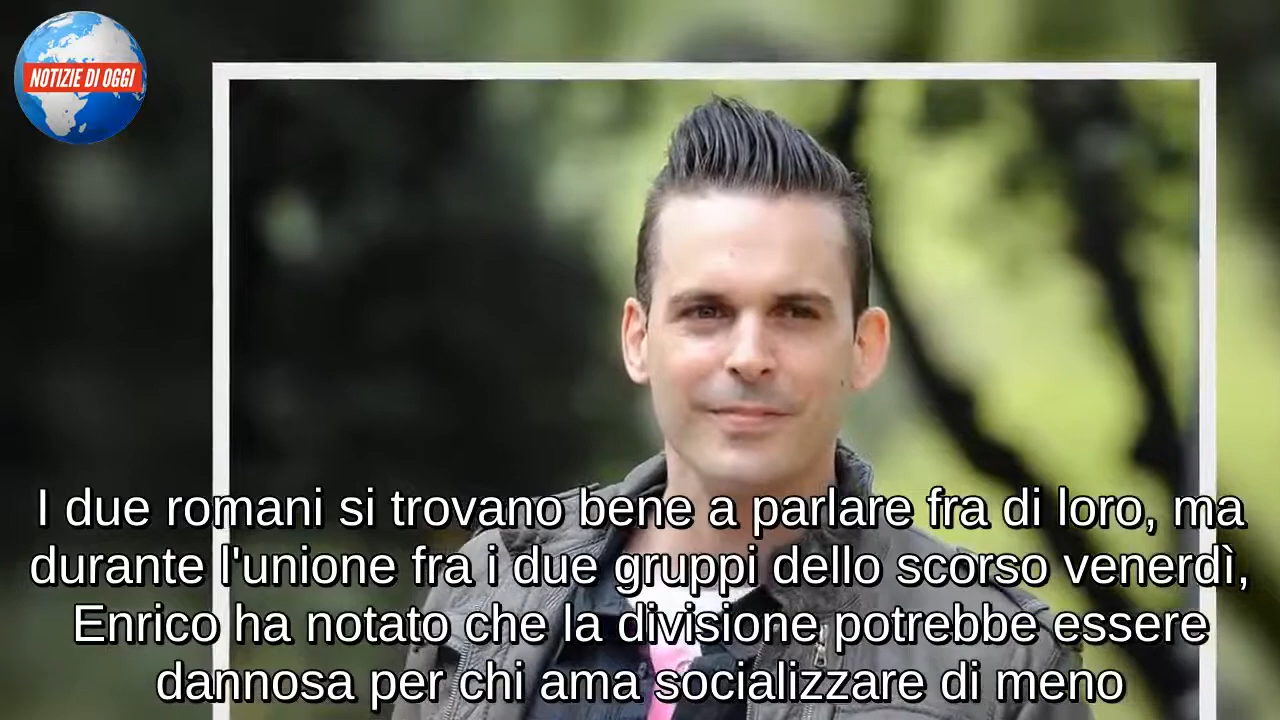 NOTIZIE DI OGGI
I due romani si trovano bene a parlare fra di loro, ma
durante l'unione fra i due gruppi dello scorso venerdì,
Enrico ha notato che la divisione potrebbe essere
dannosa per chi ama socializzare di meno